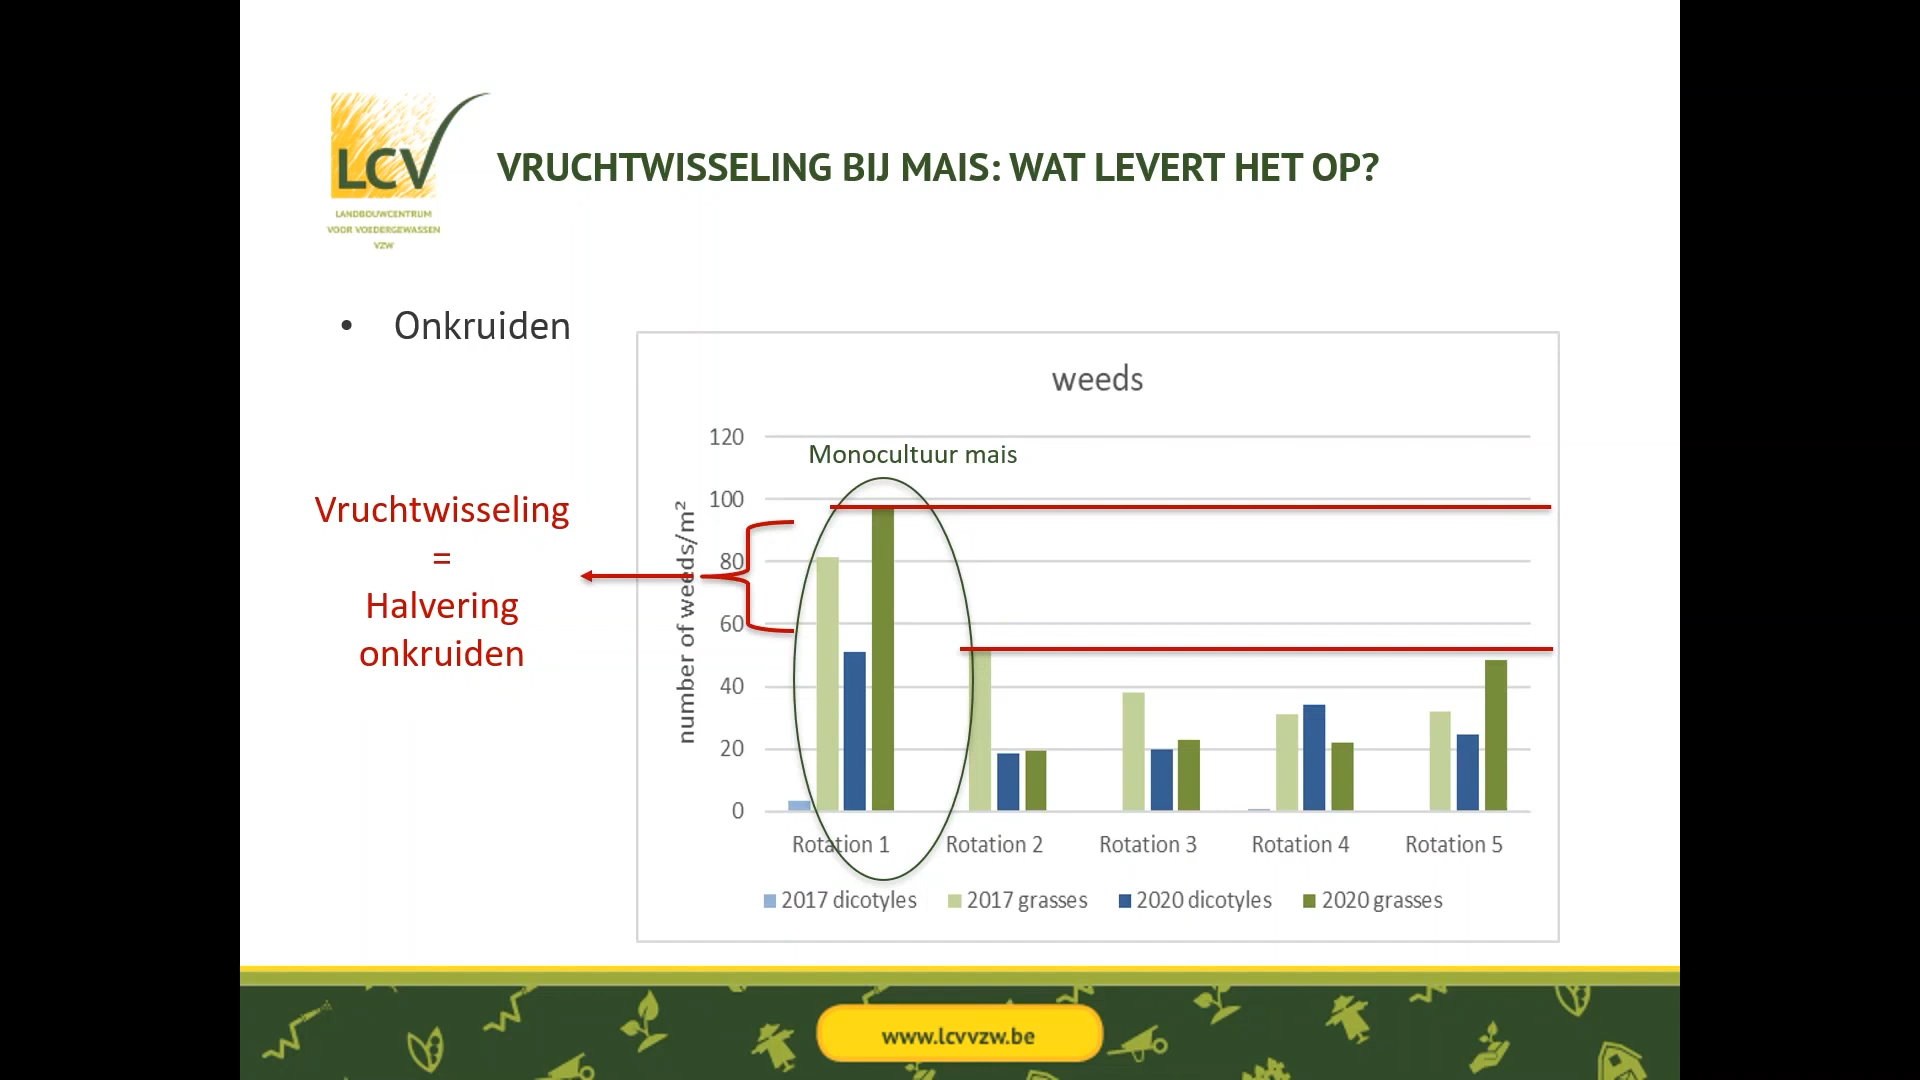 LCV
LANDBOUWCENTRUM
VOOR VOEDERGEWASSEN
VZW
VRUCHTWISSELING BIJ MAIS: WAT LEVERT HET OP?
• Onkruiden
Vruchtwisseling
=
Halvering
onkruiden
weeds
Monocultuur mais
number of weeds/m²
120
100
80
60
40
20
0
Rotation 1 Rotation 2 Rotation 3 Rotation 4 Rotation 5
2017 dicotyles 2017 grasses 2020 dicotyles 2020 grasses
www.lcvvzw.be